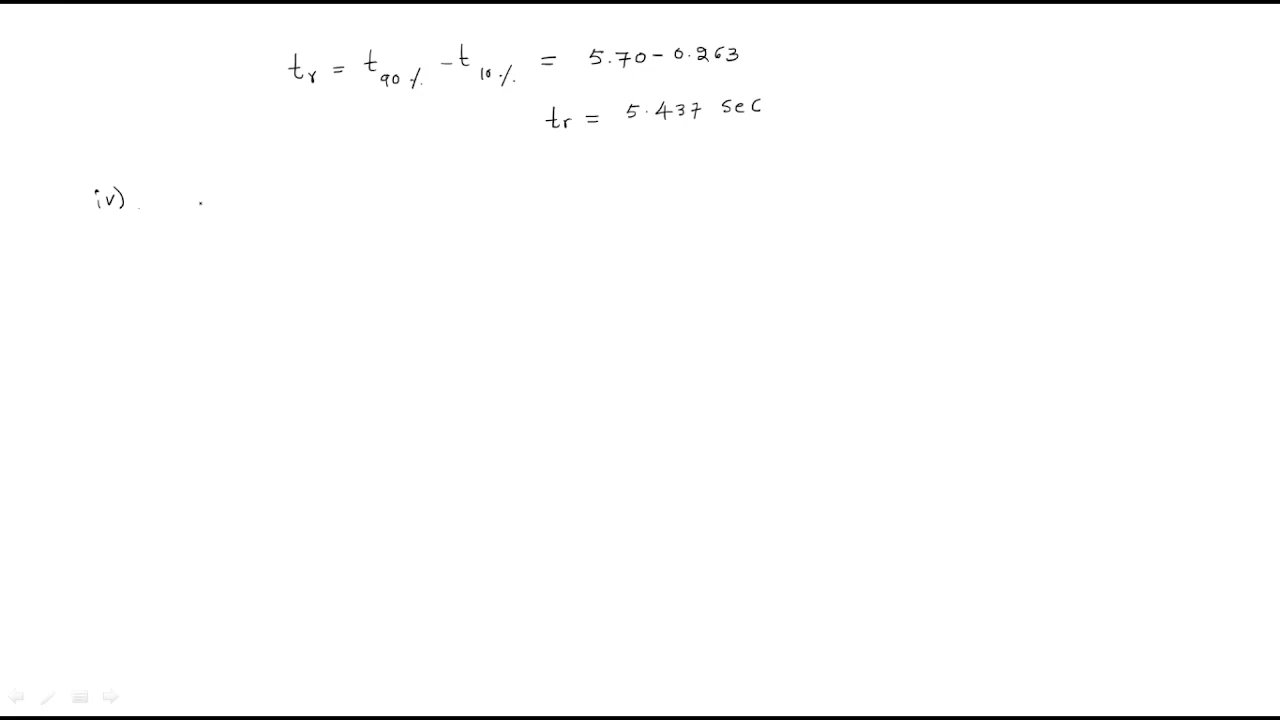 tr = t90% - t10% = 5.70 - 0.263
tr = 5.437 sec
iv)